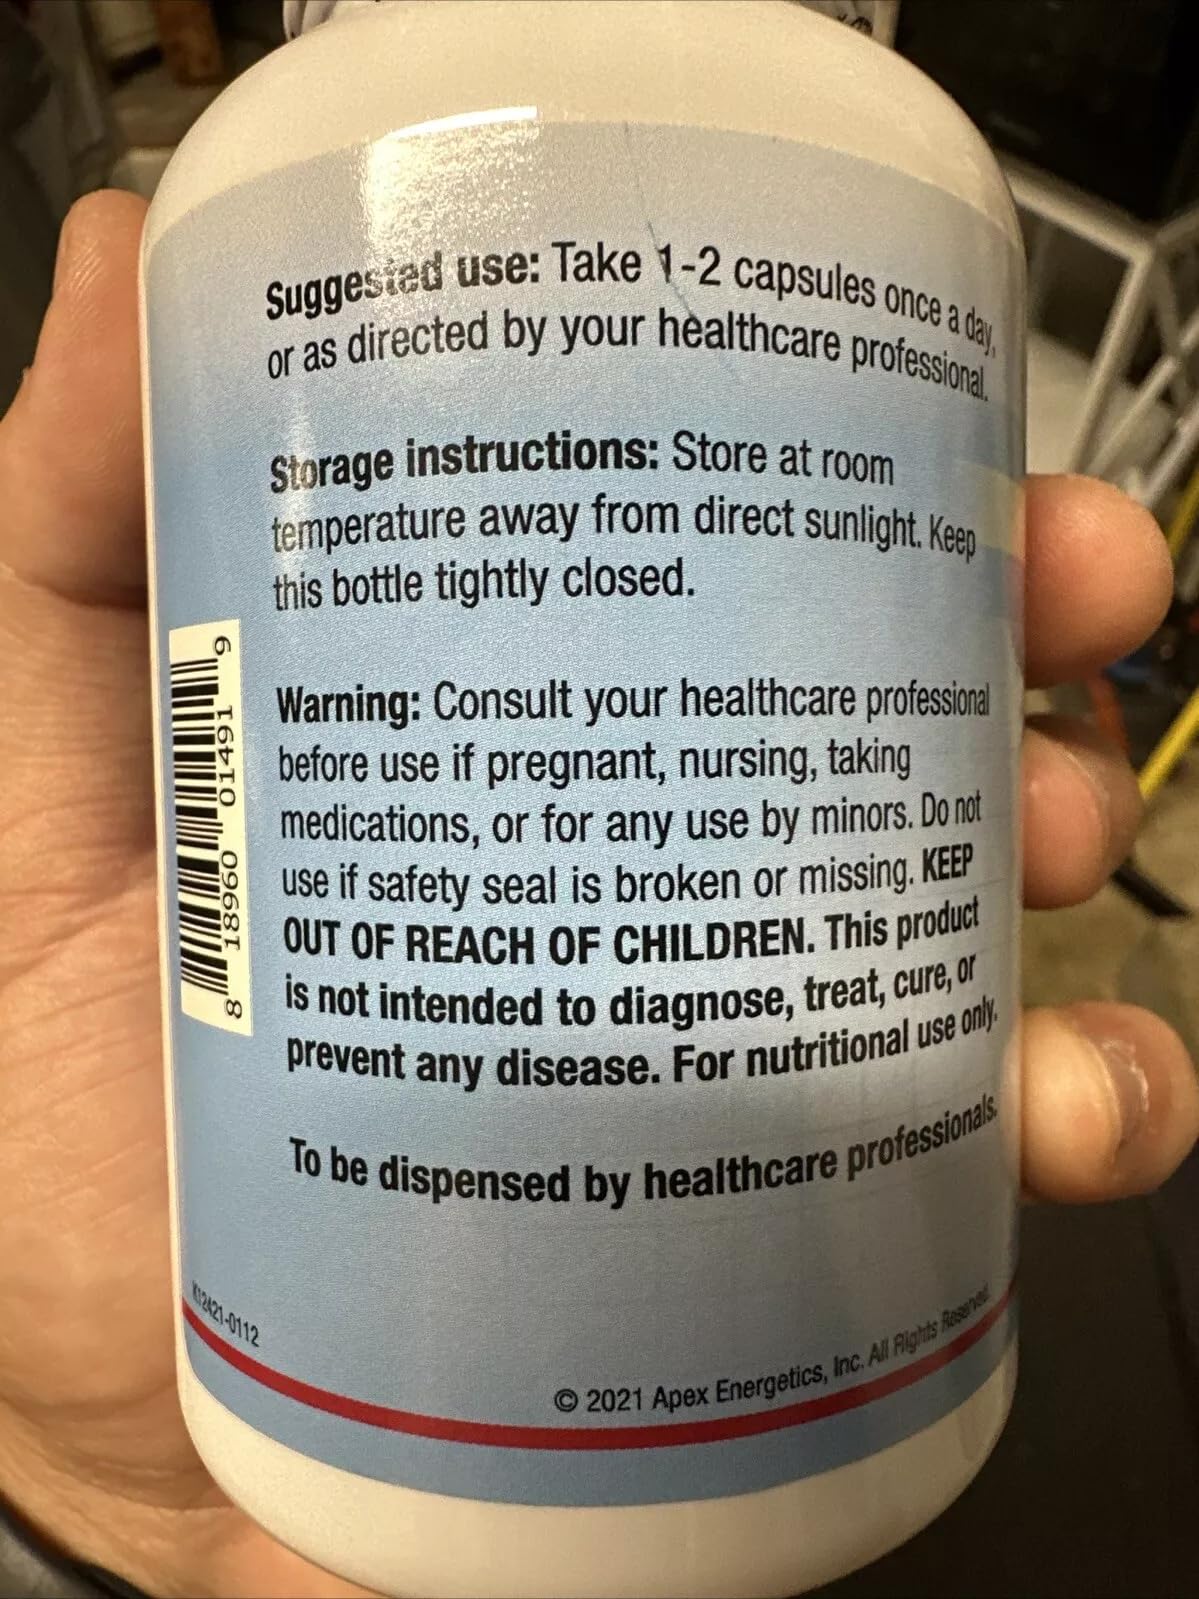 Suggested use: Take 1-2 capsules once a day,
or as directed by your healthcare professional.
Storage instructions: Store at room
temperature away from direct sunlight. Keep
this bottle tightly closed.
Warning: Consult your healthcare professional
before use if pregnant, nursing, taking
medications, or for any use by minors. Do not
use if safety seal is broken or missing. KEEP
OUT OF REACH OF CHILDREN. This product
is not intended to diagnose, treat, cure, or
prevent any disease. For nutritional use only.
To be dispensed by healthcare professionals.
8 18960 01491 9
© 2021 Apex Energetics, Inc. All Rights Reserved.